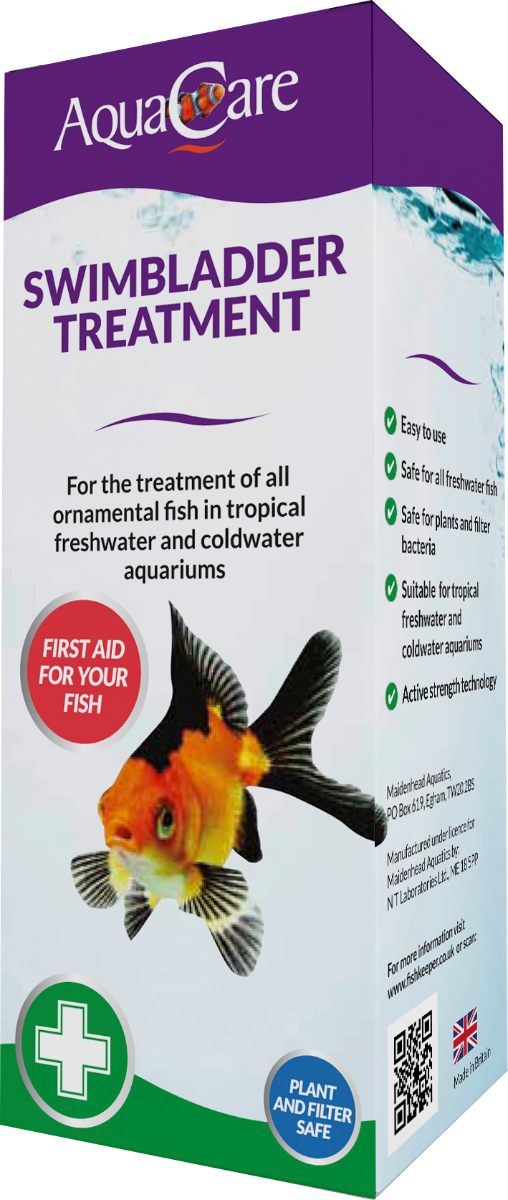 AquaCare
SWIMBLADDER
TREATMENT
For the treatment of all
ornamental fish in tropical
freshwater and coldwater
aquariums
FIRST AID
FOR YOUR
FISH
PLANT
AND FILTER
SAFE
Easy to use
Safe for all freshwater fish
Safe for plants and filter
bacteria
Suitable for tropical
freshwater and
coldwater aquariums
Active strength technology
Maidenhead Aquatics,
PO Box 619, Egham, TW20 2BS
Manufactured under licence for
Maidenhead Aquatics by:
NT Laboratories Ltd., ME18 5PP
For more information visit
www.fishkeeper.co.uk or scan:
Made in Britain